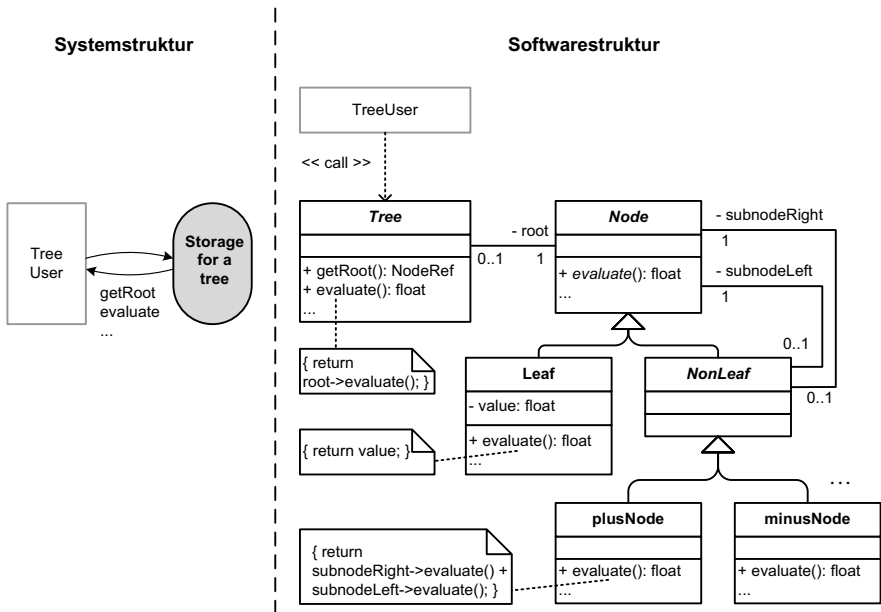 Systemstruktur
Tree
User
Storage
for a
tree
getRoot
evaluate
...
Softwarestruktur
TreeUser
<< call >>
Tree
+ getRoot(): NodeRef
+ evaluate(): float
...
- root
0..1
1
Node
+ evaluate(): float
...
- subnodeRight
1
- subnodeLeft
1
0..1
0..1
{ return
root->evaluate(); }
Leaf
- value: float
+ evaluate(): float
...
NonLeaf
{ return value; }
...
plusNode
+ evaluate(): float
...
minusNode
+ evaluate(): float
...
{ return
subnodeRight->evaluate() +
subnodeLeft->evaluate(); }